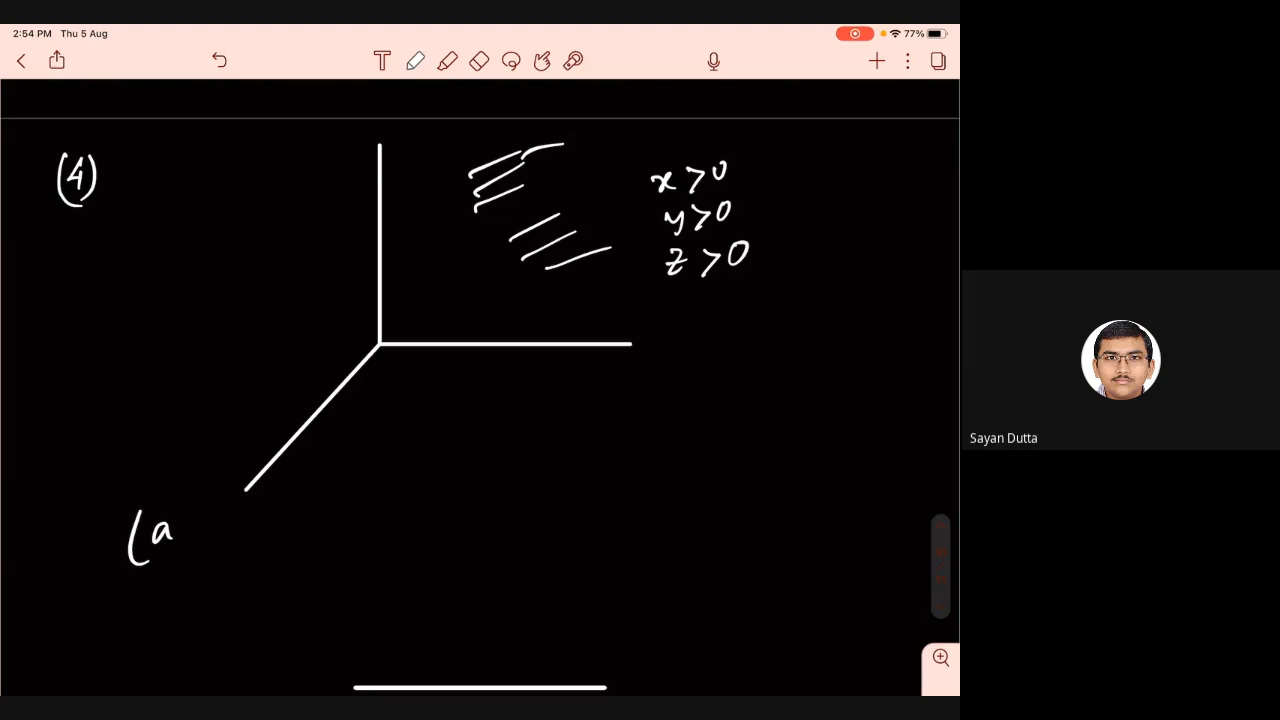 2:54 PM Thu 5 Aug
77%
(4)
x > 0
y > 0
z > 0
(a
Sayan Dutta